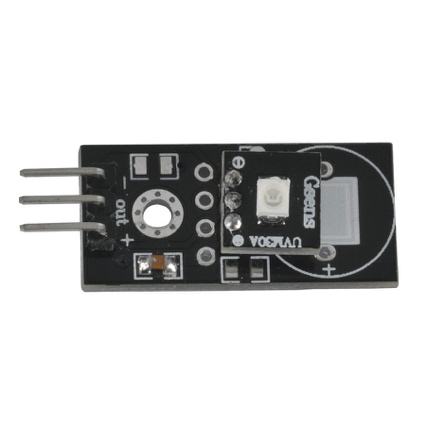 - out +
Geens
UVM30A
+